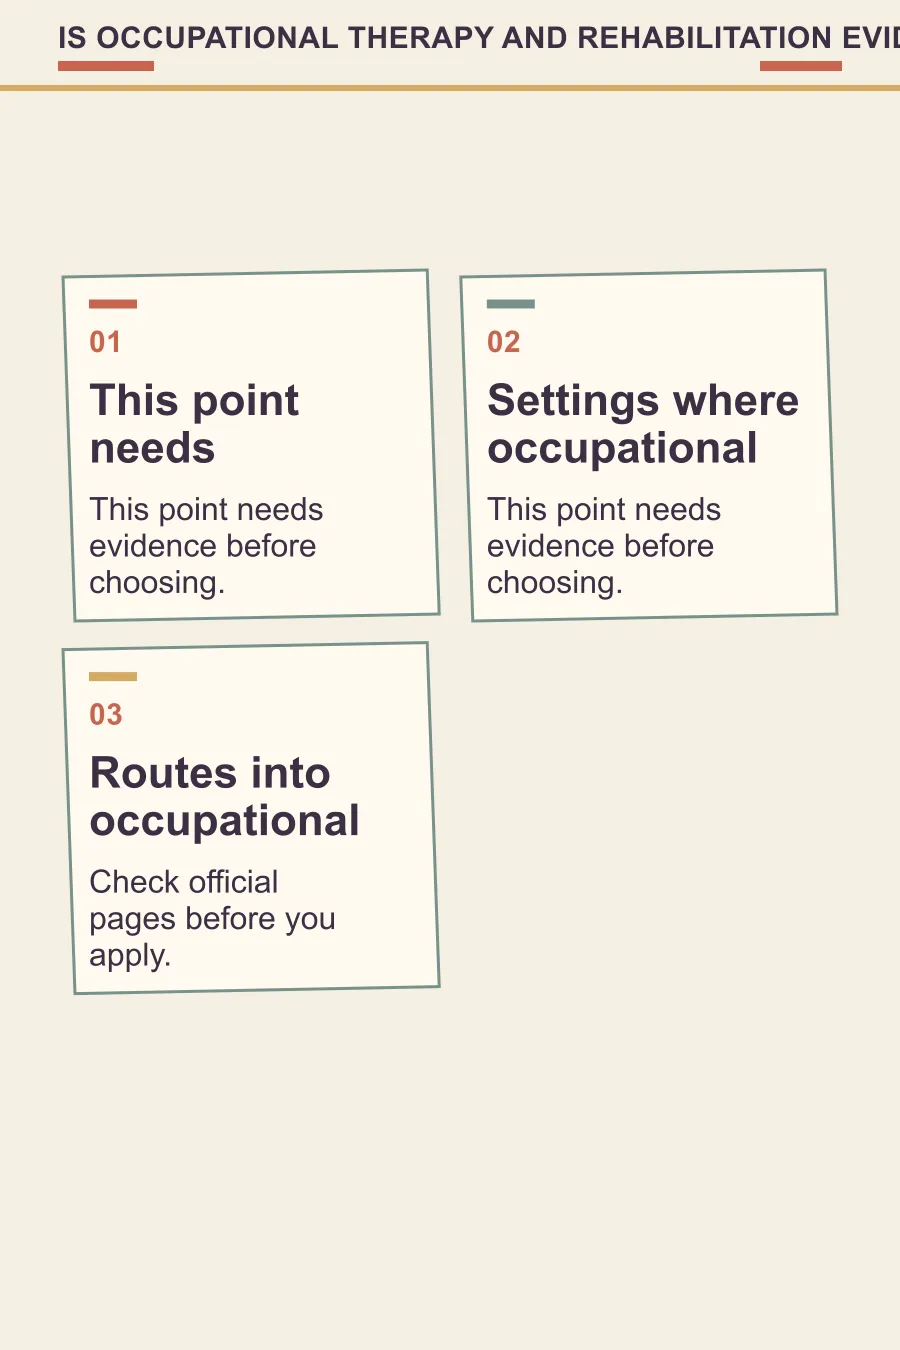 IS OCCUPATIONAL THERAPY AND REHABILITATION
01
This point
needs
This point needs
evidence before
choosing.
02
Settings where
occupational
This point needs
evidence before
choosing.
03
Routes into
occupational
Check official
pages before you
apply.